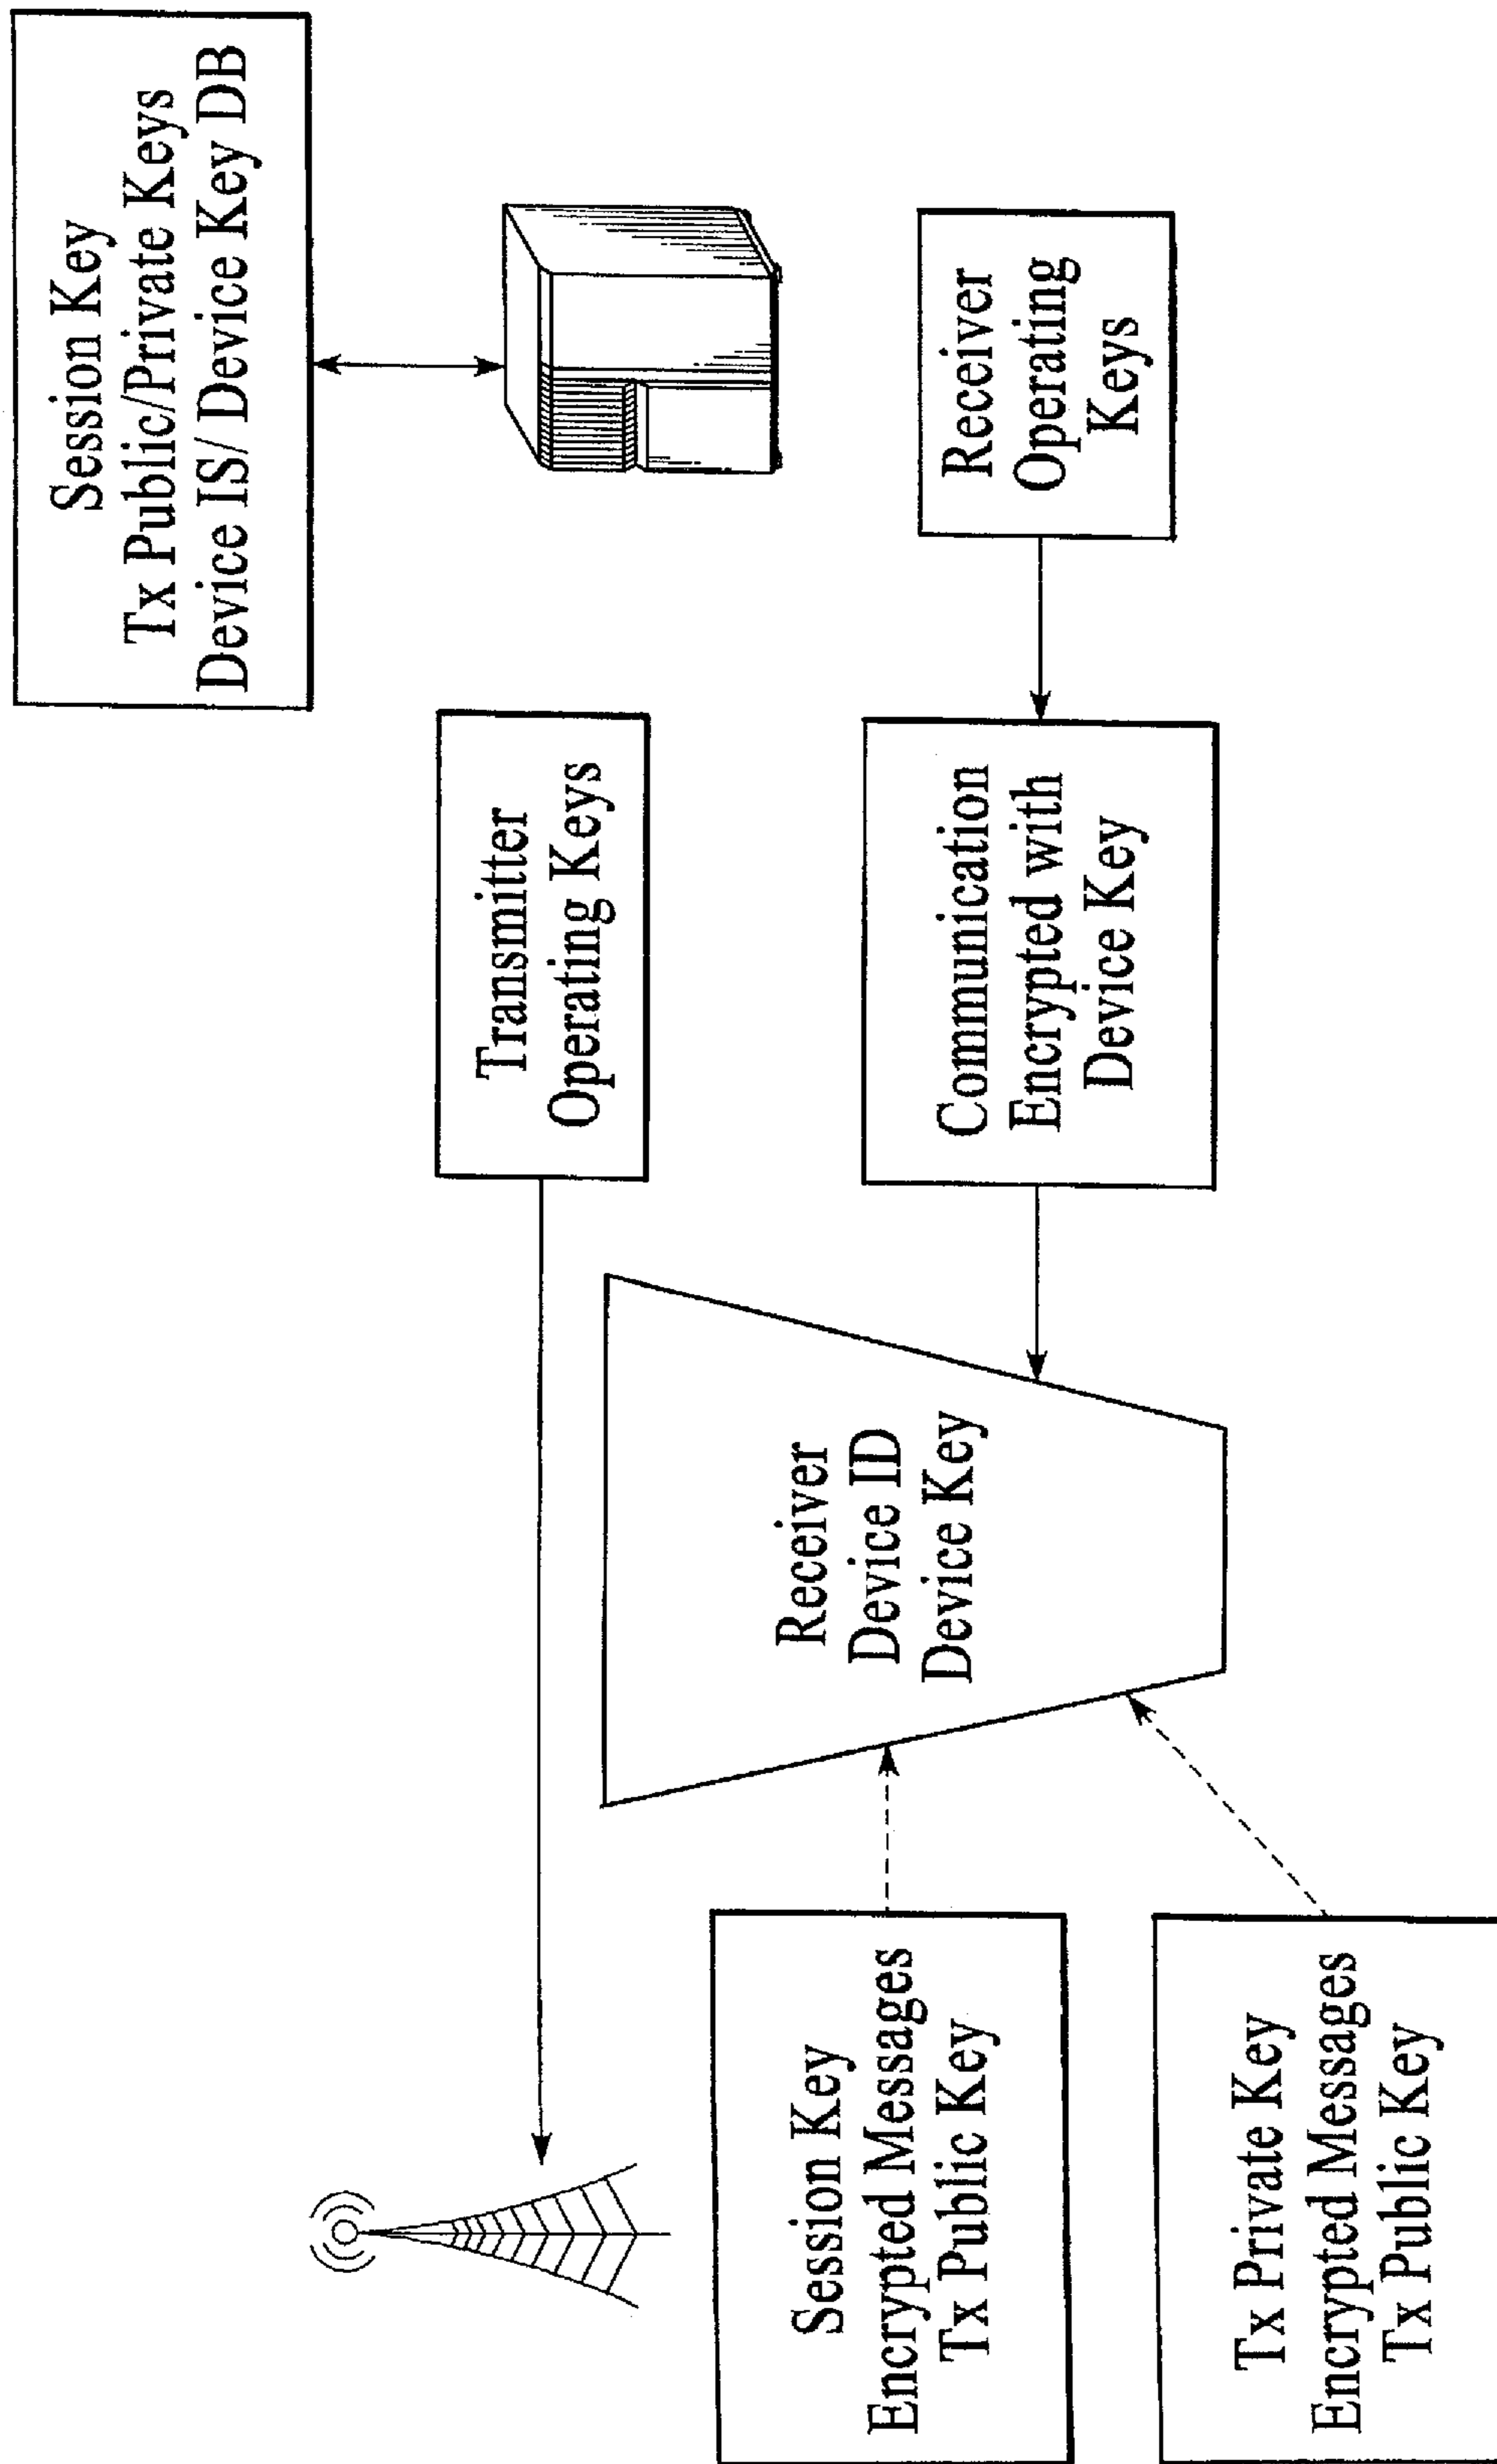 Session Key
Encrypted Messages
Tx Public Key
Tx Private Key
Encrypted Messages
Tx Public Key
Receiver
Device ID
Device Key
Transmitter
Operating Keys
Communication
Encrypted with
Device Key
Session Key
Tx Public/Private Keys
Device IS/ Device Key DB
Receiver
Operating
Keys